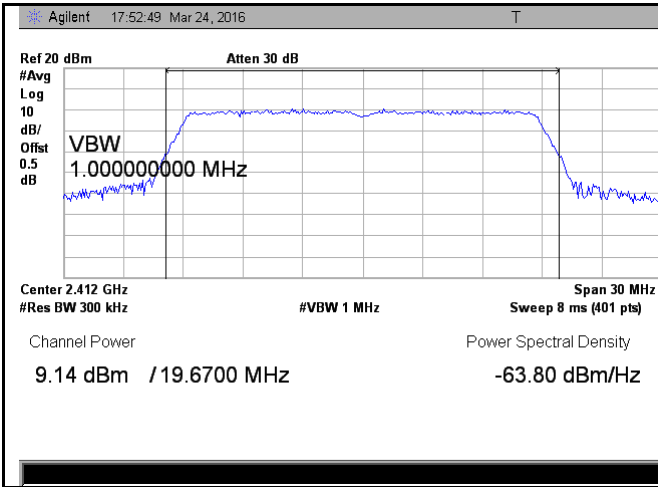 Agilent 17:52:49 Mar 24, 2016 T
Ref 20 dBm Atten 30 dB
#Avg
Log
10
dB/
Offst
0.5
dB
VBW
1.000000000 MHz
Center 2.412 GHz Span 30 MHz
#Res BW 300 kHz #VBW 1 MHz Sweep 8 ms (401 pts)
Channel Power Power Spectral Density
9.14 dBm / 19.6700 MHz -63.80 dBm/Hz